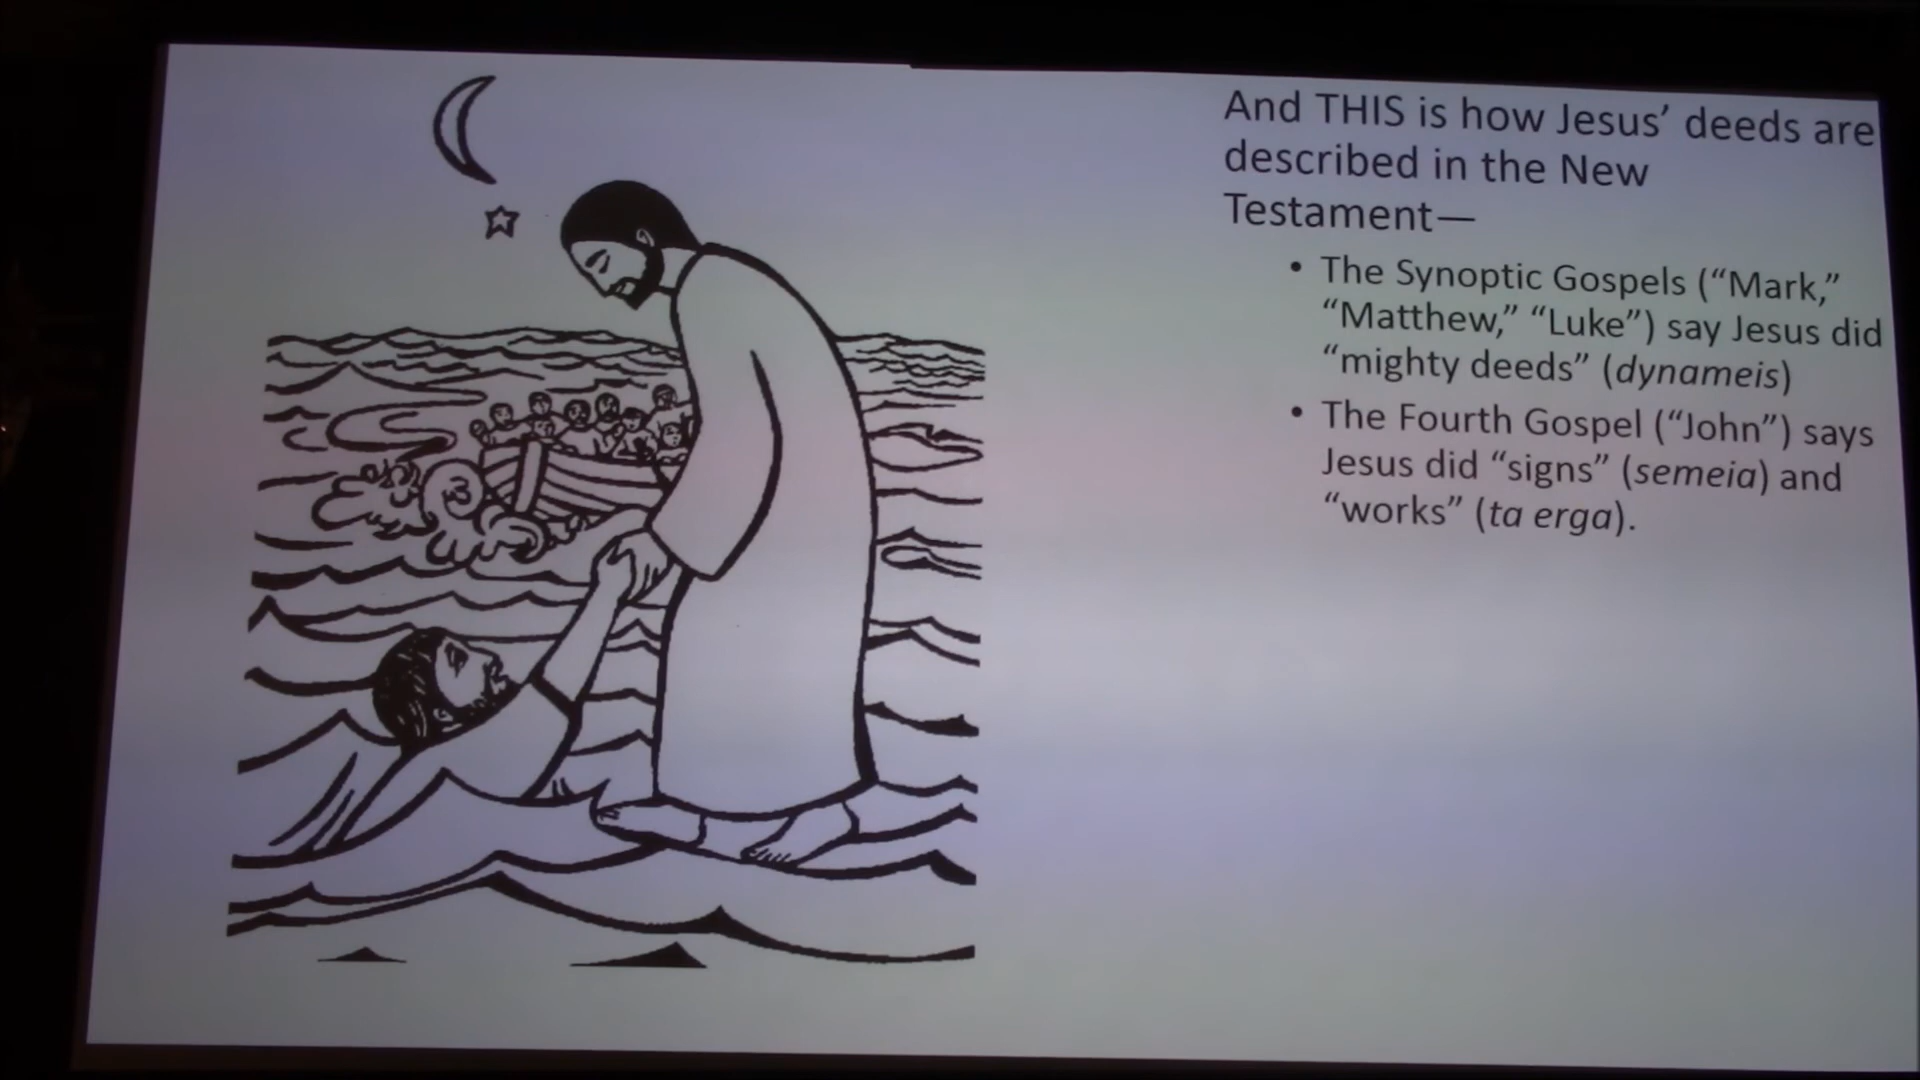 And THIS is how Jesus’ deeds are
described in the New
Testament—
• The Synoptic Gospels (“Mark,”
“Matthew,” “Luke”) say Jesus did
“mighty deeds” (dynameis)
• The Fourth Gospel (“John”) says
Jesus did “signs” (semeia) and
“works” (ta erga).